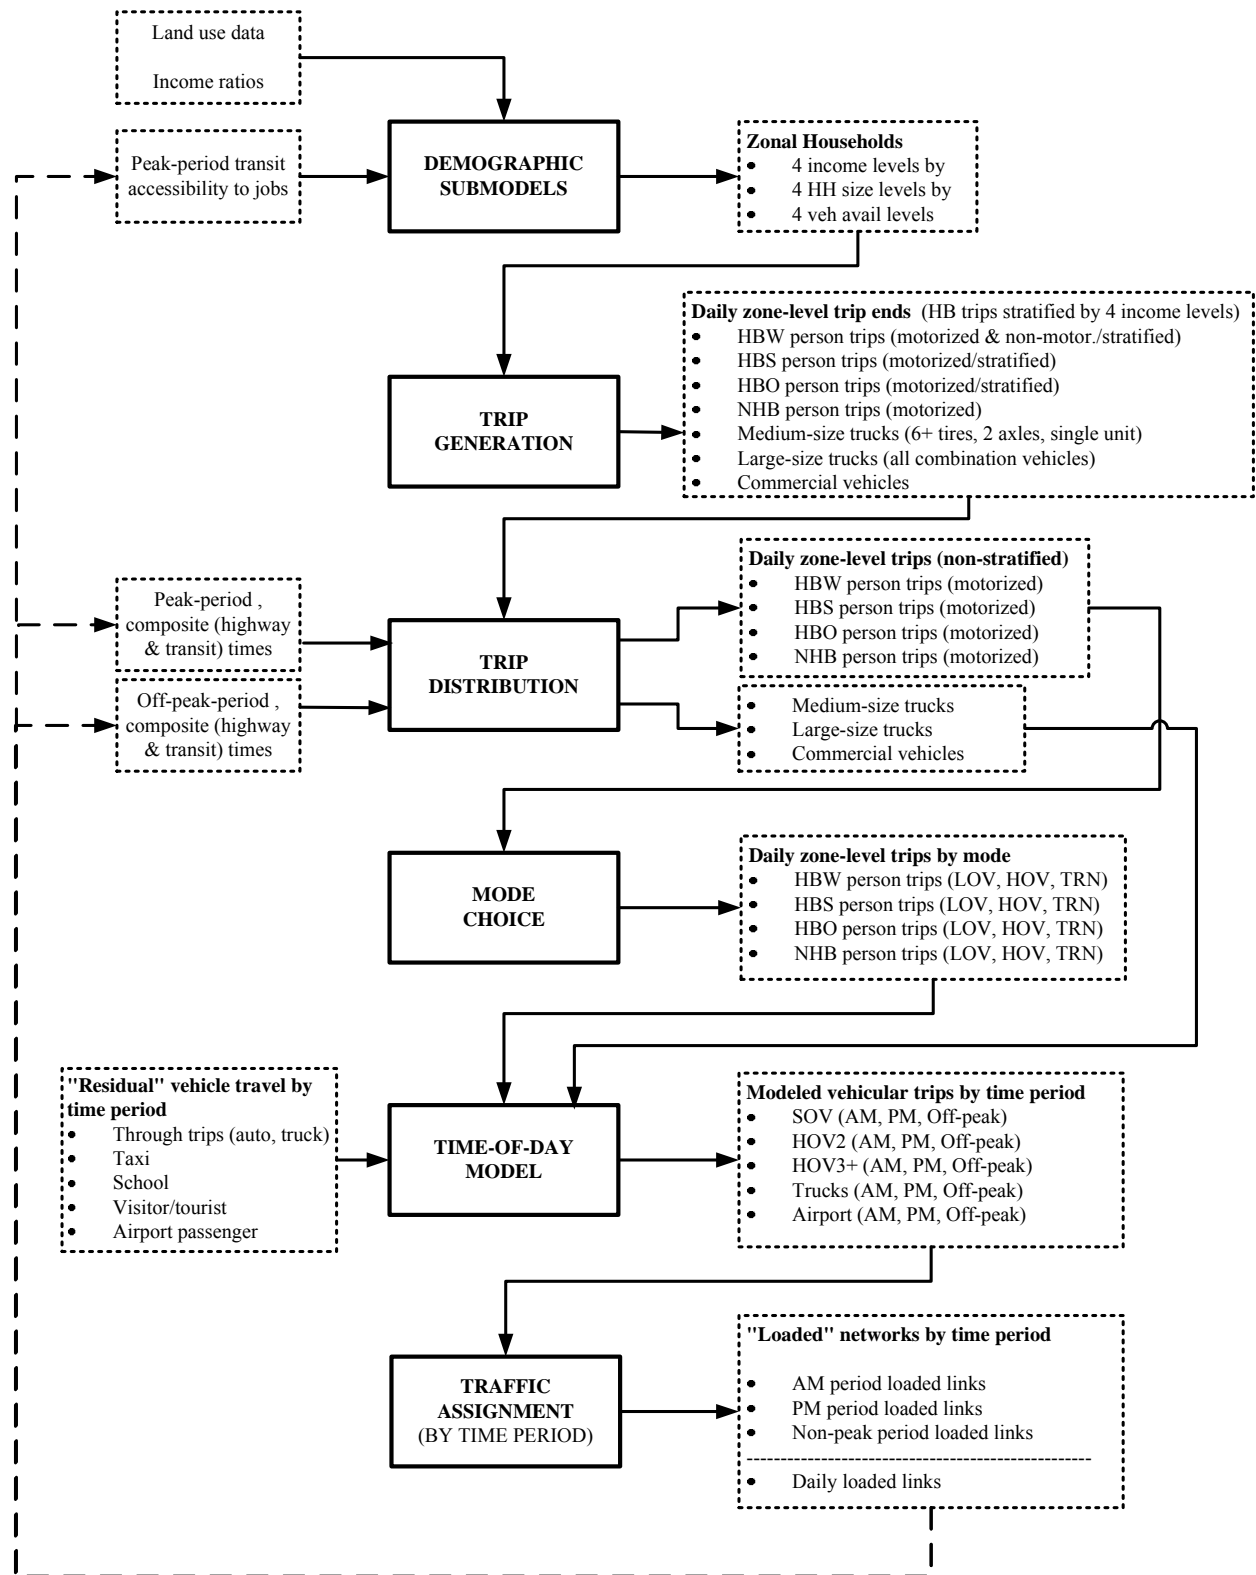 Land use data
Income ratios
Peak-period transit
accessibility to jobs
DEMOGRAPHIC
SUBMODELS
Zonal Households
• 4 income levels by
• 4 HH size levels by
• 4 veh avail levels
Daily zone-level trip ends (HB trips stratified by 4 income levels)
• HBW person trips (motorized & non-motor./stratified)
• HBS person trips (motorized/stratified)
• HBO person trips (motorized/stratified)
• NHB person trips (motorized)
• Medium-size trucks (6+ tires, 2 axles, single unit)
• Large-size trucks (all combination vehicles)
• Commercial vehicles
TRIP
GENERATION
Peak-period ,
composite (highway
& transit) times
Off-peak-period ,
composite (highway
& transit) times
TRIP
DISTRIBUTION
Daily zone-level trips (non-stratified)
• HBW person trips (motorized)
• HBS person trips (motorized)
• HBO person trips (motorized)
• NHB person trips (motorized)
• Medium-size trucks
• Large-size trucks
• Commercial vehicles
MODE
CHOICE
Daily zone-level trips by mode
• HBW person trips (LOV, HOV, TRN)
• HBS person trips (LOV, HOV, TRN)
• HBO person trips (LOV, HOV, TRN)
• NHB person trips (LOV, HOV, TRN)
"Residual" vehicle travel by
time period
• Through trips (auto, truck)
• Taxi
• School
• Visitor/tourist
• Airport passenger
TIME-OF-DAY
MODEL
Modeled vehicular trips by time period
• SOV (AM, PM, Off-peak)
• HOV2 (AM, PM, Off-peak)
• HOV3+ (AM, PM, Off-peak)
• Trucks (AM, PM, Off-peak)
• Airport (AM, PM, Off-peak)
TRAFFIC
ASSIGNMENT
(BY TIME PERIOD)
"Loaded" networks by time period
• AM period loaded links
• PM period loaded links
• Non-peak period loaded links
• Daily loaded links